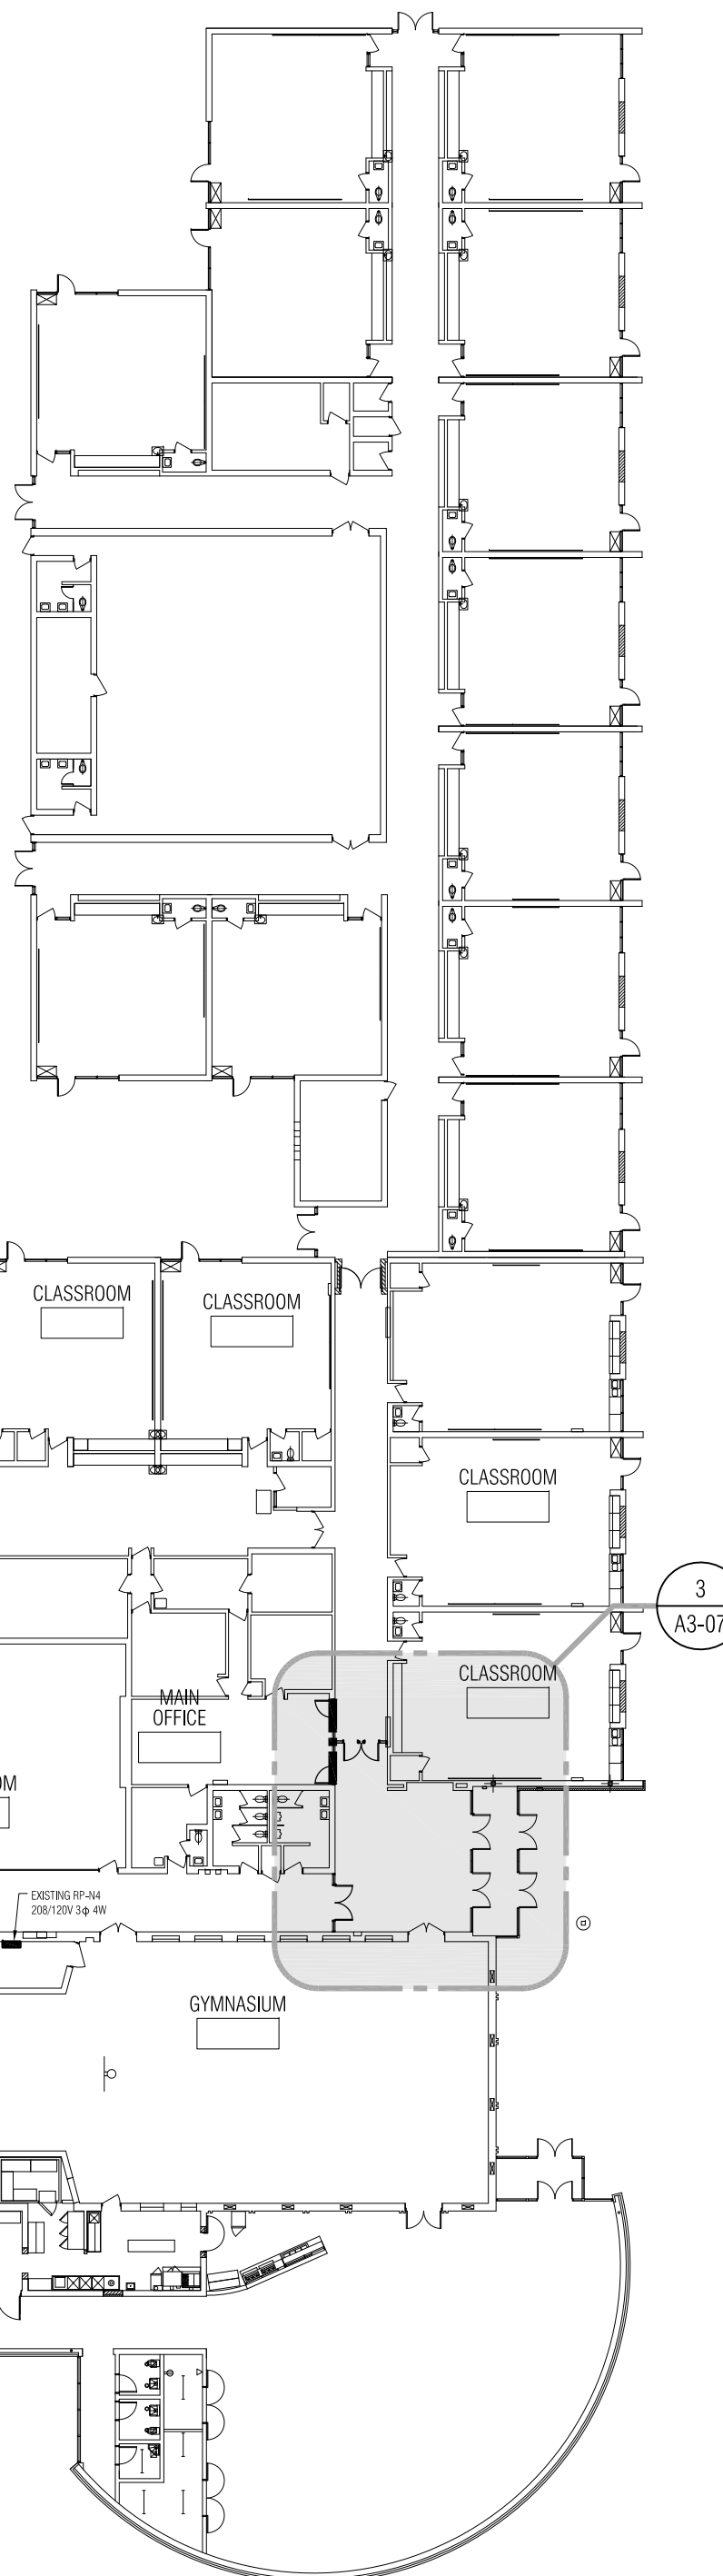 CLASSROOM
CLASSROOM
CLASSROOM
3
A3-07
CLASSROOM
MAIN
OFFICE
OM
EXISTING RP-N4
208/120V 3ϕ 4W
GYMNASIUM